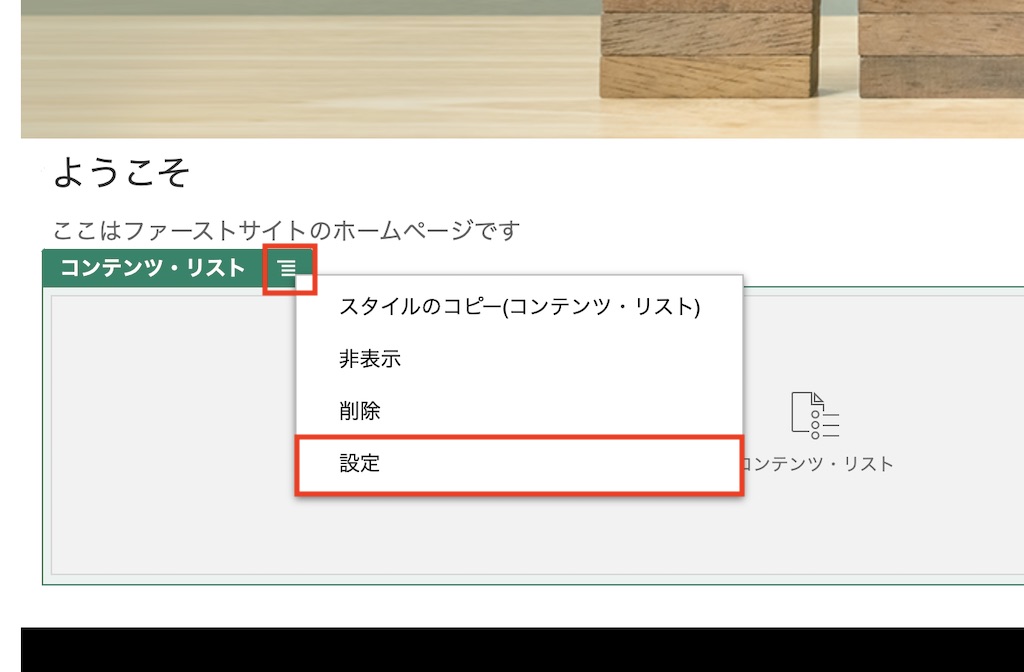 ようこそ
ここはファーストサイトのホームページです
コンテンツ・リスト
スタイルのコピー(コンテンツ・リスト)
非表示
削除
設定
コンテンツ・リスト